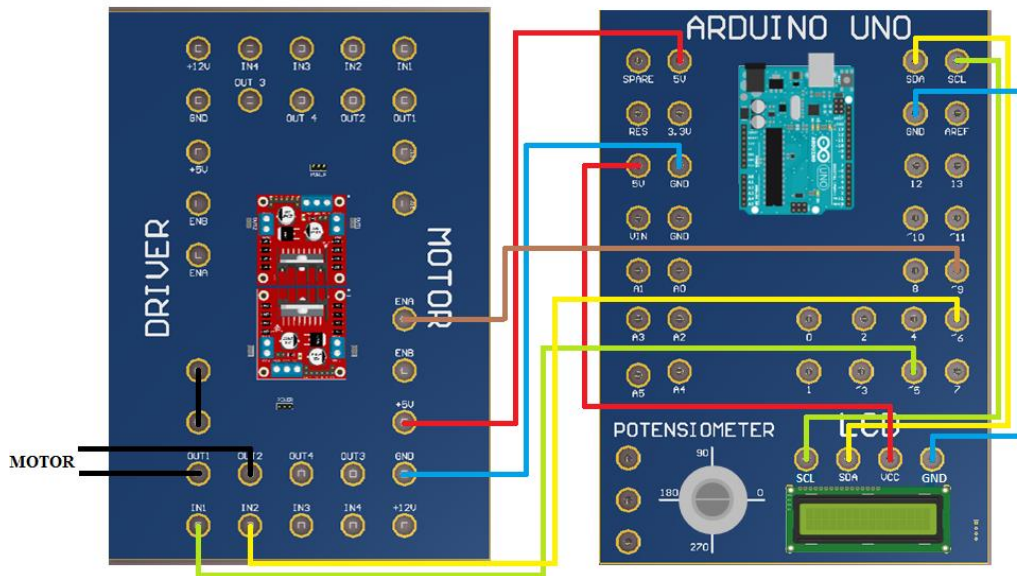 ARDUINO UNO
+12V IN4 IN3 IN2 IN1
OUT 3
GND OUT 4 OUT2 OUT1
+5V
ENB
ENA
DRIVER
MOTOR
POWER
ENA
ENB
POWER
+5V
MOTOR
OUT1 OUT2 OUT4 OUT3 GND
IN1 IN2 IN3 IN4 +12V
SPARE 5V SDA SCL
RES 3.3V GND AREF
5V GND 12 13
VIN GND ~10 ~11
A1 A0 8 ~9
A3 A2 0 2 4 ~6
A5 A4 1 ~3 ~5 7
POTENSIOMETER
LCD
90
180 0
270
SCL SDA VCC GND